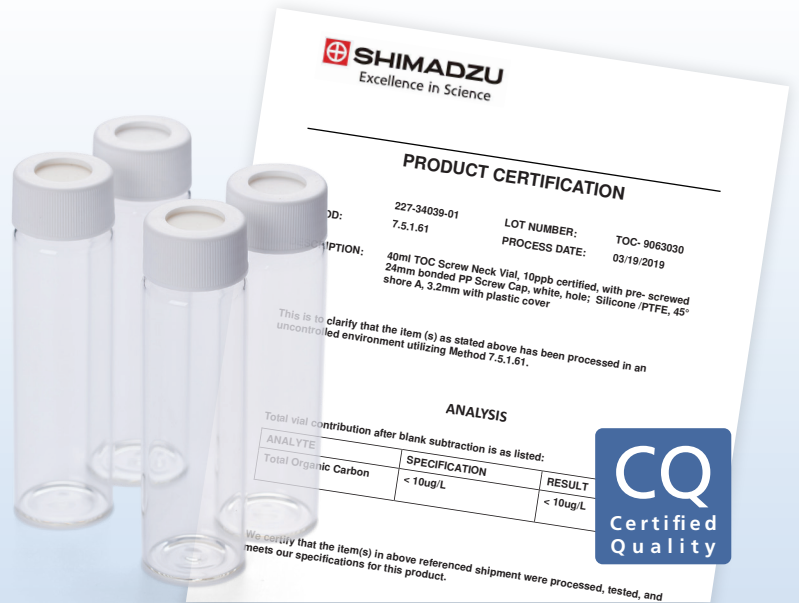 SHIMADZU
Excellence in Science
PRODUCT CERTIFICATION
227-34039-01
LOT NUMBER: TOC- 9063030
7.5.1.61
PROCESS DATE: 03/19/2019
40ml TOC Screw Neck Vial, 10ppb certified, with pre- screwed
24mm bonded PP Screw Cap, white, hole; Silicone /PTFE, 45°
shore A, 3.2mm with plastic cover
This is to clarify that the item (s) as stated above has been processed in an
uncontrolled environment utilizing Method 7.5.1.61.
ANALYSIS
Total vial contribution after blank subtraction is as listed:
ANALYTE SPECIFICATION RESULT
Total Organic Carbon < 10ug/L < 10ug/L
We certify that the item(s) in above referenced shipment were processed, tested, and
meets our specifications for this product.
CQ
Certified
Quality